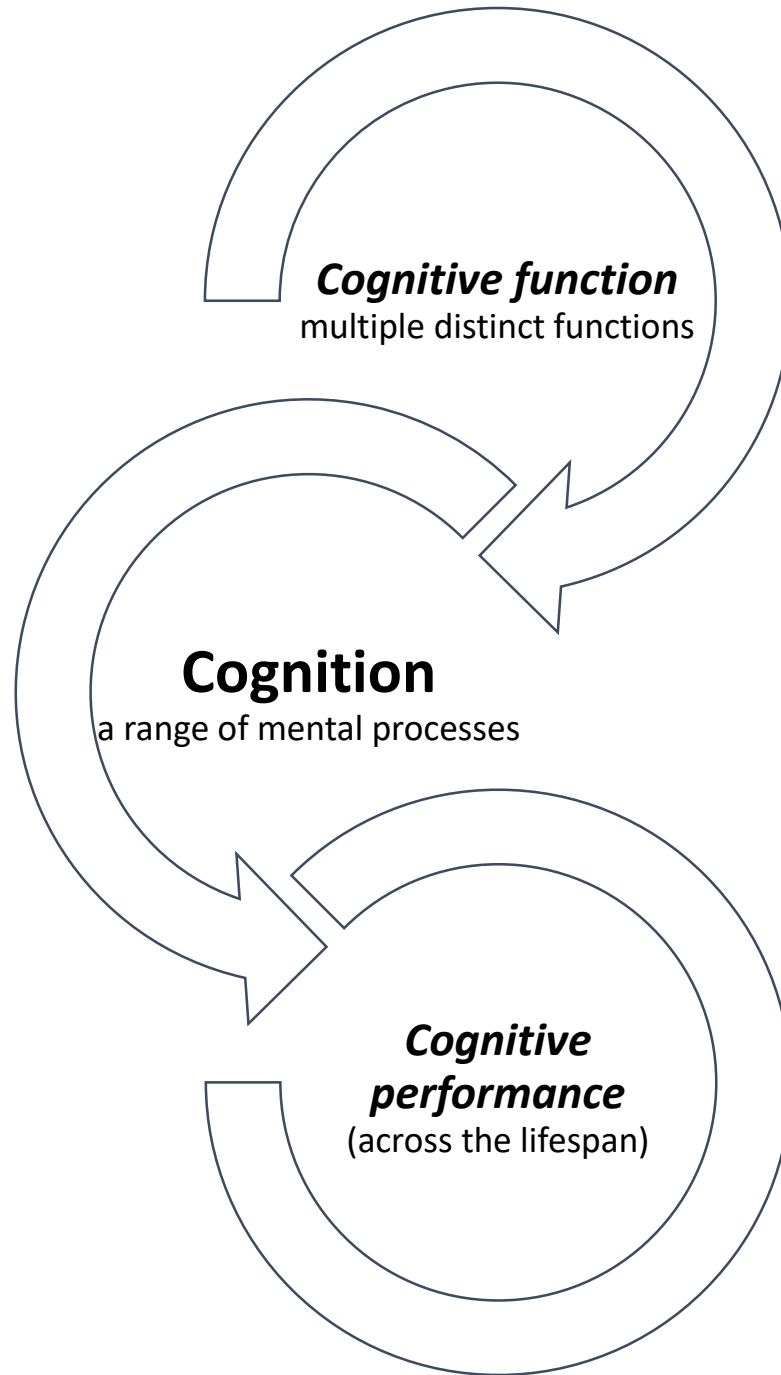 Cognitive function
multiple distinct functions
Cognition
a range of mental processes
Cognitive
performance
(across the lifespan)